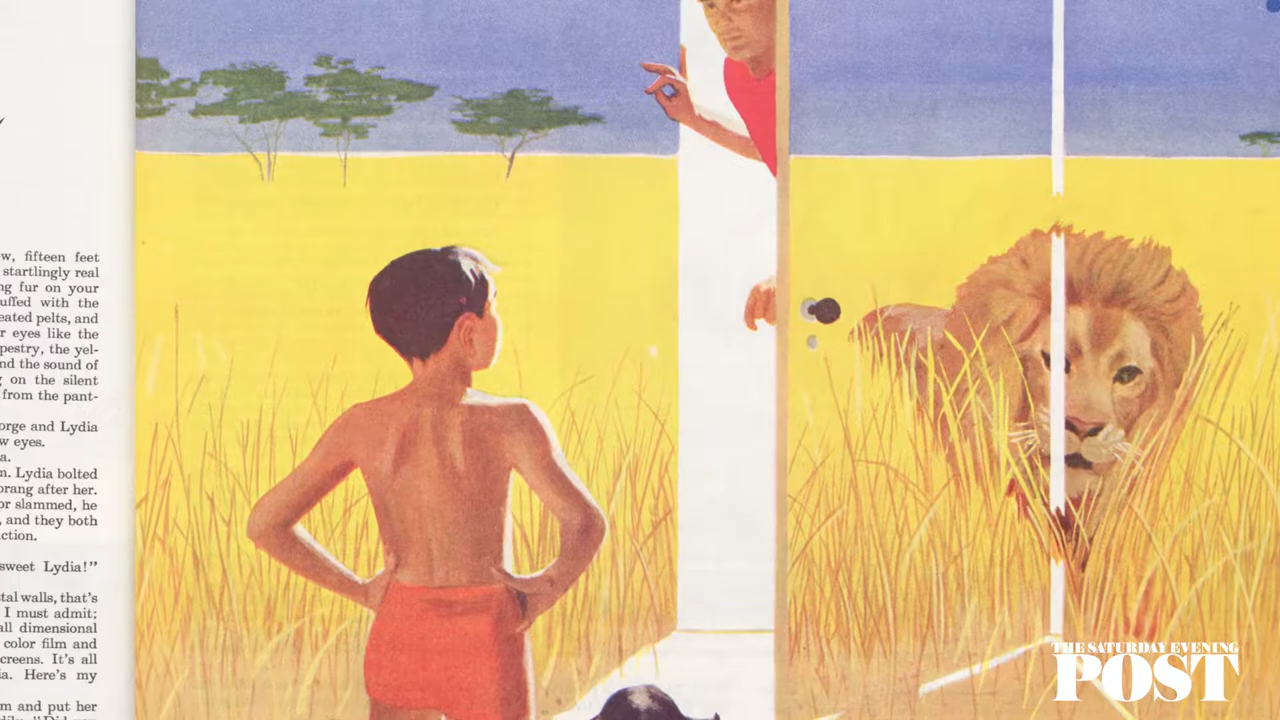 w, fifteen feet
startlingly real
ng fur on your
uffed with the
eated pelts, and
r eyes like the
pestry, the yel-
nd the sound of
g on the silent
from the pant-
orge and Lydia
w eyes.
a.
m. Lydia bolted
prang after her.
or slammed, he
, and they both
ction.
sweet Lydia!”
tal walls, that’s
I must admit;
all dimensional
color film and
creens. It’s all
ia. Here’s my
m and put her
THE SATURDAY EVENING
POST